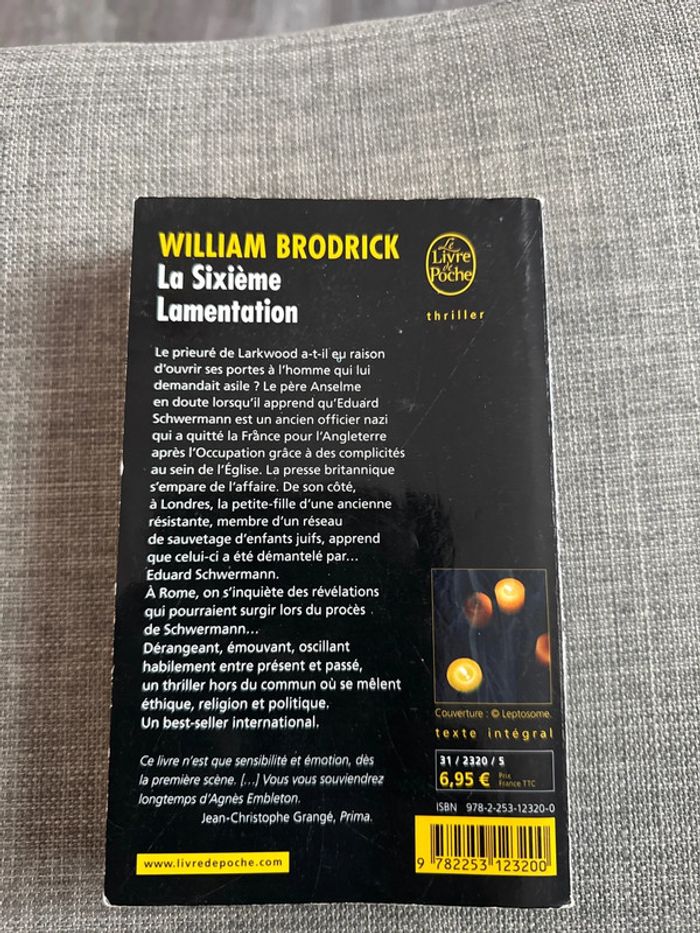 WILLIAM BRODRICK
La Sixième
Lamentation
Le
Livre
de
Poche
thriller
Le prieuré de Larkwood a-t-il eu raison
d'ouvrir ses portes à l'homme qui lui
demandait asile ? Le père Anselme
en doute lorsqu'il apprend qu'Eduard
Schwermann est un ancien officier nazi
qui a quitté la France pour l'Angleterre
après l'Occupation grâce à des complicités
au sein de l'Église. La presse britannique
s'empare de l'affaire. De son côté,
à Londres, la petite-fille d'une ancienne
résistante, membre d'un réseau
de sauvetage d'enfants juifs, apprend
que celui-ci a été démantelé par...
Eduard Schwermann.
À Rome, on s'inquiète des révélations
qui pourraient surgir lors du procès
de Schwermann...
Dérangeant, émouvant, oscillant
habilement entre présent et passé,
un thriller hors du commun où se mêlent
éthique, religion et politique.
Un best-seller international.
Ce livre n'est que sensibilité et émotion, dès
la première scène. [...] Vous vous souviendrez
longtemps d'Agnès Embleton.
Jean-Christophe Grangé, Prima.
www.livredepoche.com
Couverture : © Leptosome.
texte intégral
31 / 2320 / 5
6,95 € Prix
France TTC
ISBN 978-2-253-12320-0
9 782253 123200